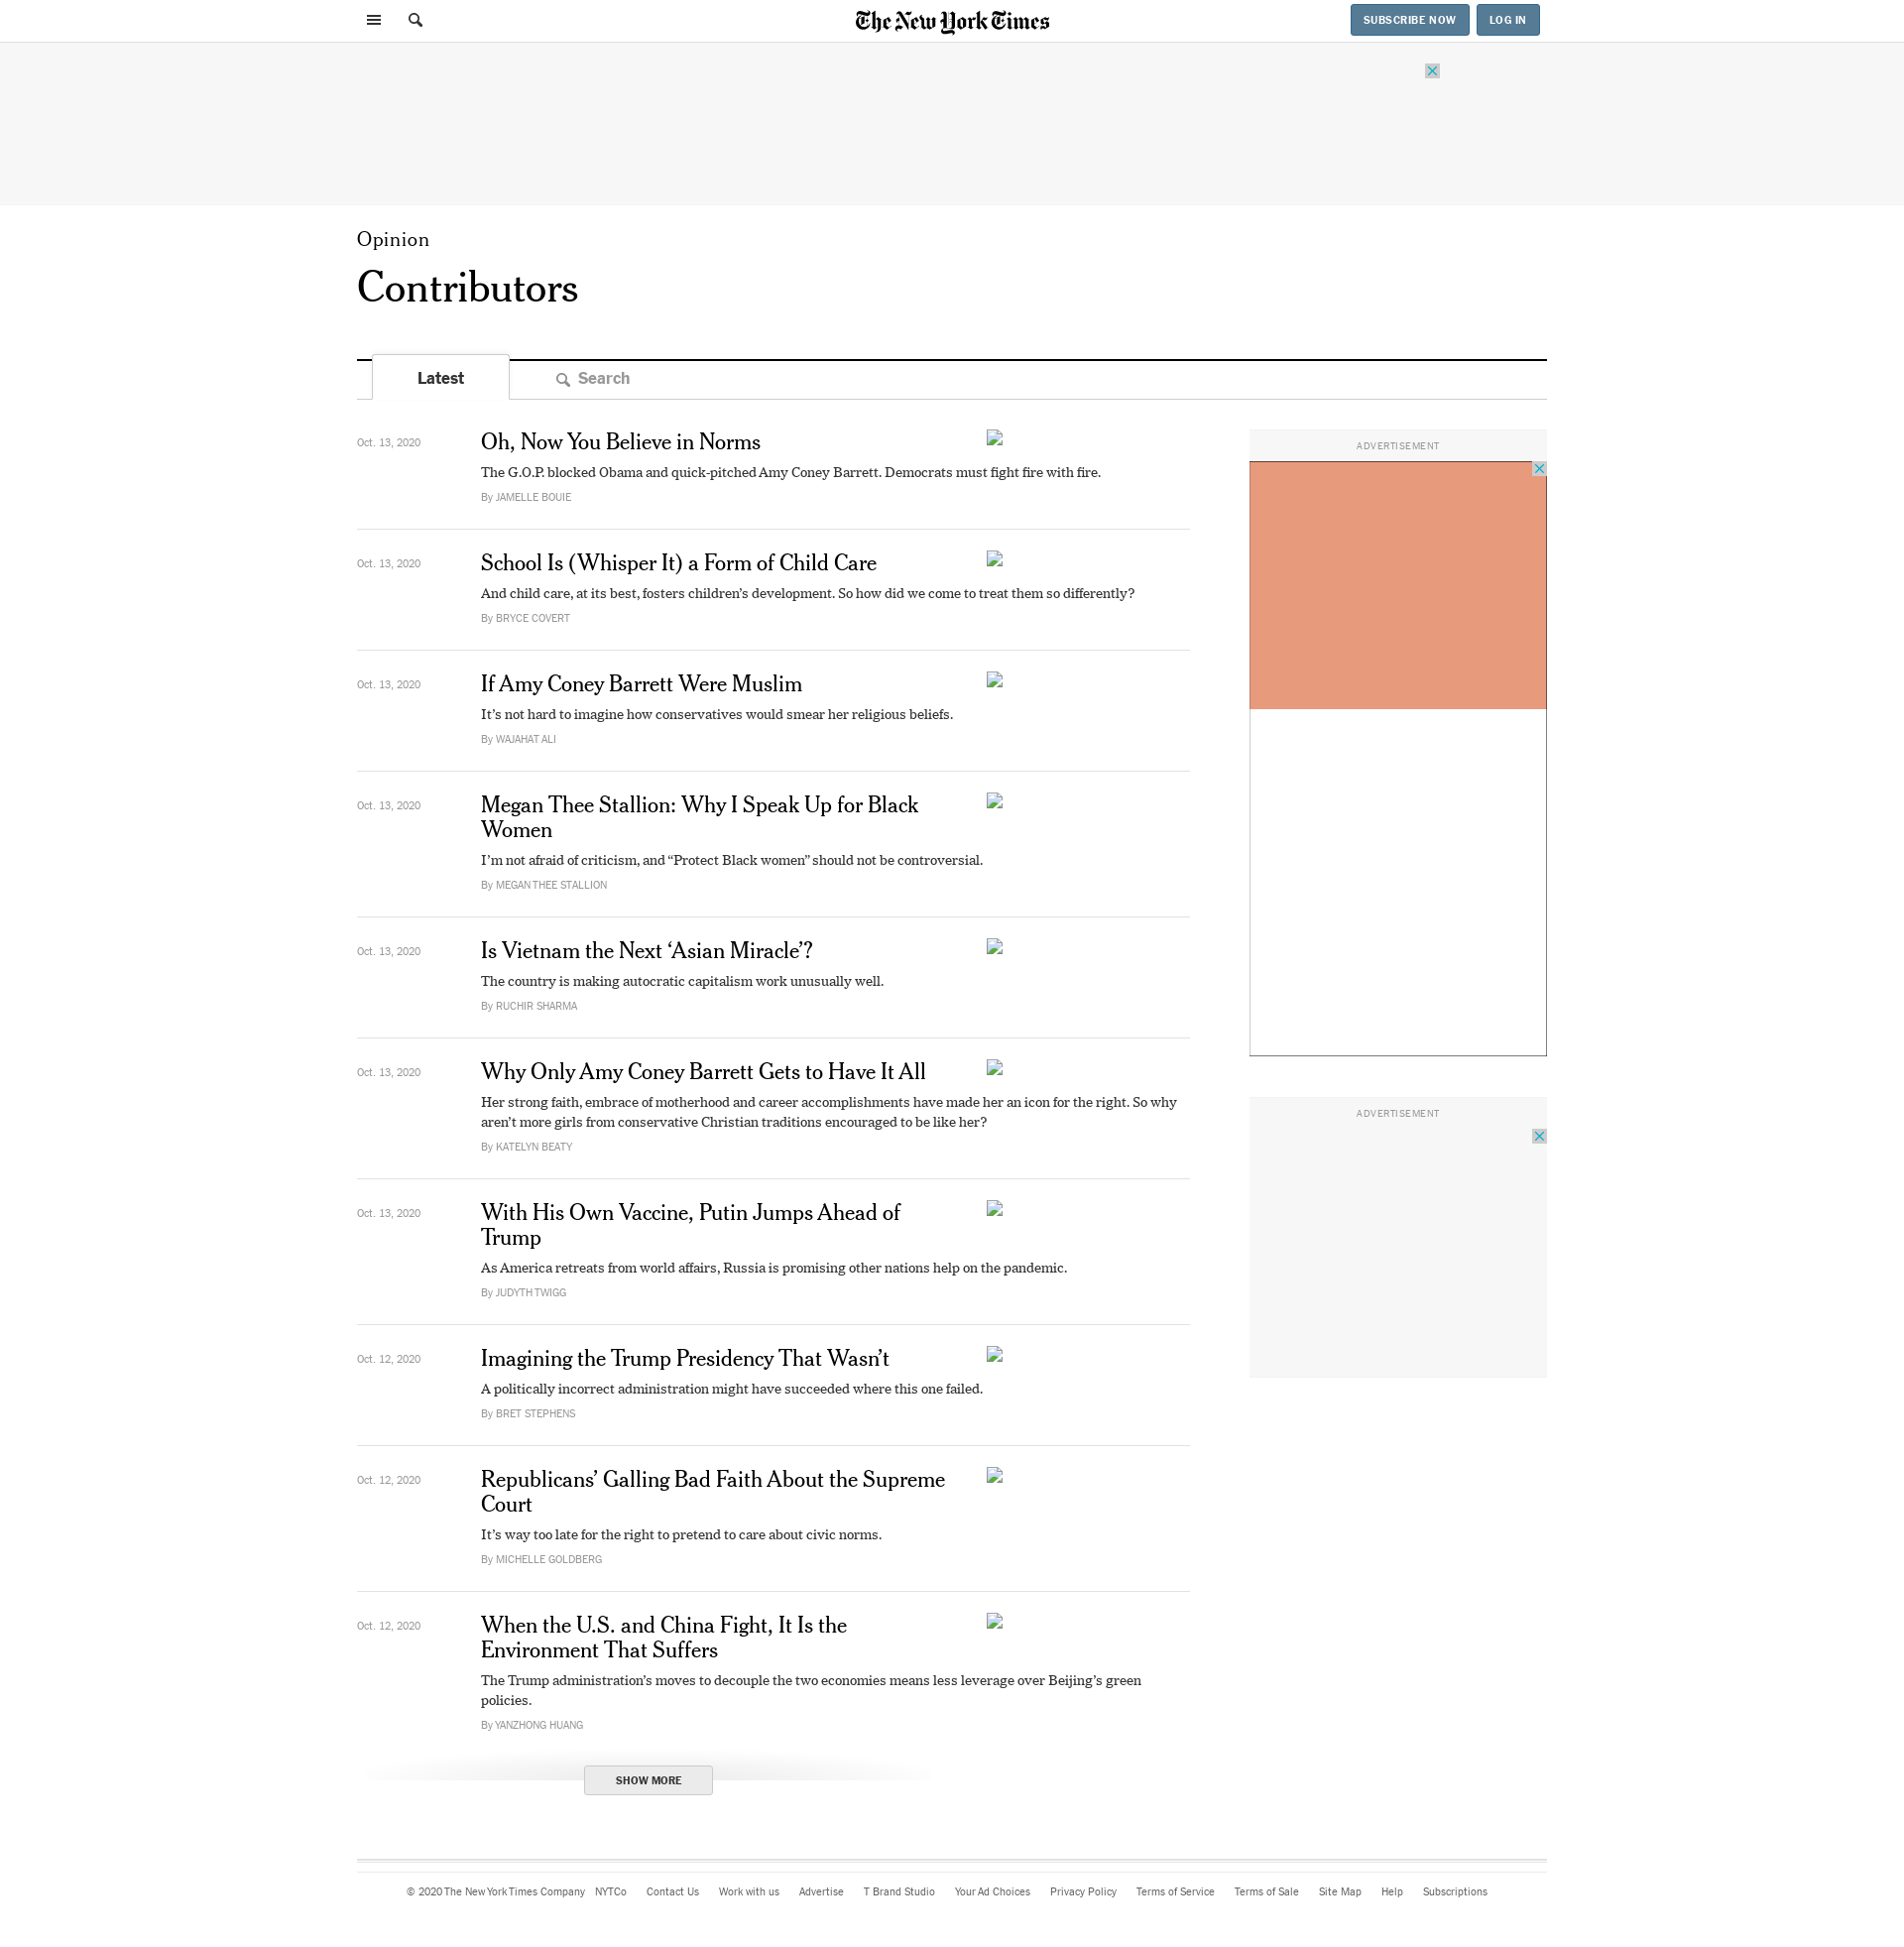 The New York Times
SUBSCRIBE NOW
LOG IN
Opinion
Contributors
Latest
Search
Oct. 13, 2020
Oh, Now You Believe in Norms
The G.O.P. blocked Obama and quick-pitched Amy Coney Barrett. Democrats must fight fire with fire.
By JAMELLE BOUIE
Oct. 13, 2020
School Is (Whisper It) a Form of Child Care
And child care, at its best, fosters children’s development. So how did we come to treat them so differently?
By BRYCE COVERT
Oct. 13, 2020
If Amy Coney Barrett Were Muslim
It’s not hard to imagine how conservatives would smear her religious beliefs.
By WAJAHAT ALI
Oct. 13, 2020
Megan Thee Stallion: Why I Speak Up for Black
Women
I’m not afraid of criticism, and “Protect Black women” should not be controversial.
By MEGAN THEE STALLION
Oct. 13, 2020
Is Vietnam the Next ‘Asian Miracle’?
The country is making autocratic capitalism work unusually well.
By RUCHIR SHARMA
Oct. 13, 2020
Why Only Amy Coney Barrett Gets to Have It All
Her strong faith, embrace of motherhood and career accomplishments have made her an icon for the right. So why
aren’t more girls from conservative Christian traditions encouraged to be like her?
By KATELYN BEATY
Oct. 13, 2020
With His Own Vaccine, Putin Jumps Ahead of
Trump
As America retreats from world affairs, Russia is promising other nations help on the pandemic.
By JUDYTH TWIGG
Oct. 12, 2020
Imagining the Trump Presidency That Wasn’t
A politically incorrect administration might have succeeded where this one failed.
By BRET STEPHENS
Oct. 12, 2020
Republicans’ Galling Bad Faith About the Supreme
Court
It’s way too late for the right to pretend to care about civic norms.
By MICHELLE GOLDBERG
Oct. 12, 2020
When the U.S. and China Fight, It Is the
Environment That Suffers
The Trump administration’s moves to decouple the two economies means less leverage over Beijing’s green
policies.
By YANZHONG HUANG
SHOW MORE
ADVERTISEMENT
ADVERTISEMENT
© 2020 The New York Times Company NYTCo Contact Us Work with us Advertise T Brand Studio Your Ad Choices Privacy Policy Terms of Service Terms of Sale Site Map Help Subscriptions